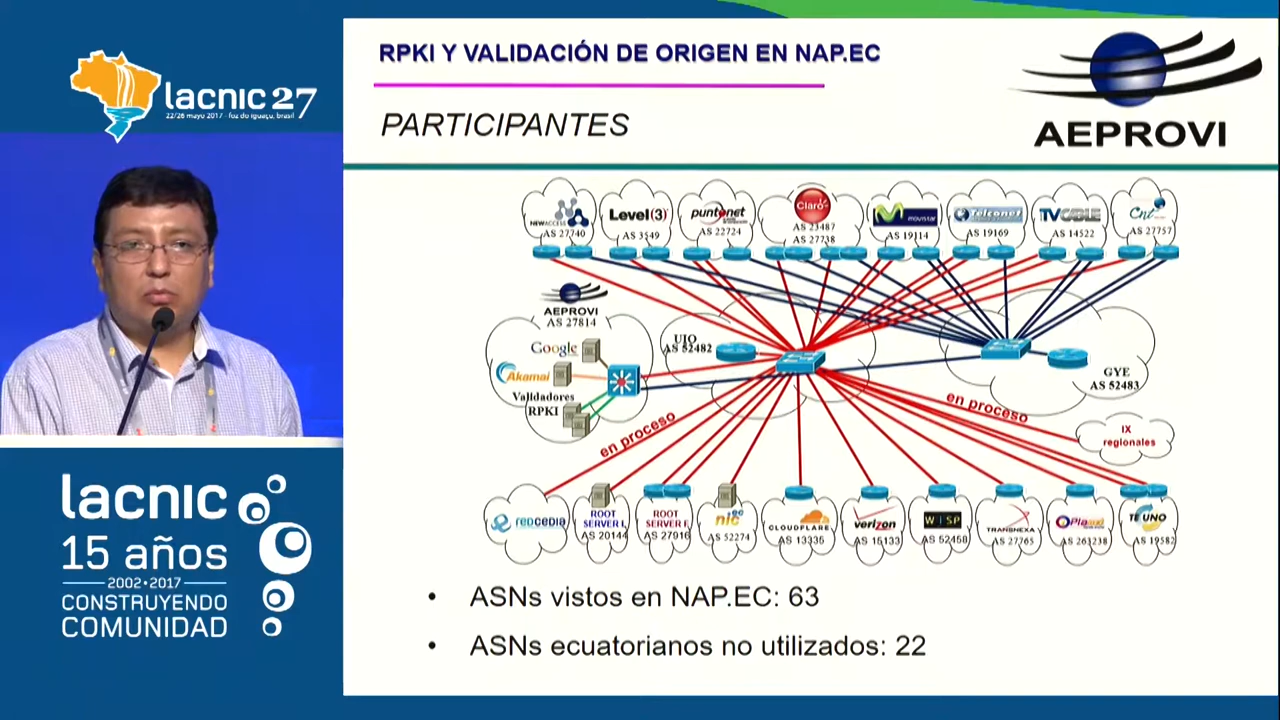 lacnic 27
22/26 mayo 2017 - foz do iguaçu, brasil
RPKI Y VALIDACIÓN DE ORIGEN EN NAP.EC
PARTICIPANTES
AEPROVI
NEWACCESS
AS 27740
Level(3)
AS 3549
puntonet
AS 22724
Claro
AS 23487
AS 27738
movistar
AS 19114
Telconet
AS 19169
TVCABLE
AS 14522
Cnt
AS 27757
AEPROVI
AS 27814
Google
Akamai
Validadores
RPKI
UIO
AS 52482
GYE
AS 52483
en proceso
en proceso
IX
regionales
redcedia
ROOT
SERVER L
AS 20144
ROOT
SERVER F
AS 27916
nic ec
AS 52274
CLOUDFLARE
AS 13335
verizon
AS 15133
WISP
AS 52468
TRANSNEXA
AS 27765
AS 263238
TE UNO
AS 19582
• ASNs vistos en NAP.EC: 63
• ASNs ecuatorianos no utilizados: 22
lacnic
15 años
2002•2017
CONSTRUYENDO
COMUNIDAD